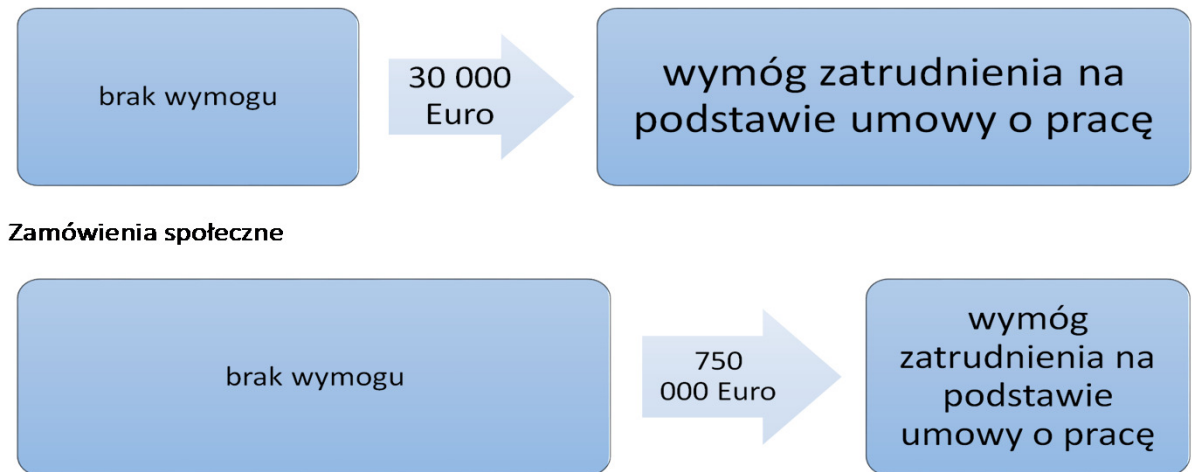 brak wymogu
30 000
Euro
wymóg zatrudnienia na
podstawie umowy o pracę
Zamówienia społeczne
brak wymogu
750
000 Euro
wymóg
zatrudnienia na
podstawie
umowy o pracę